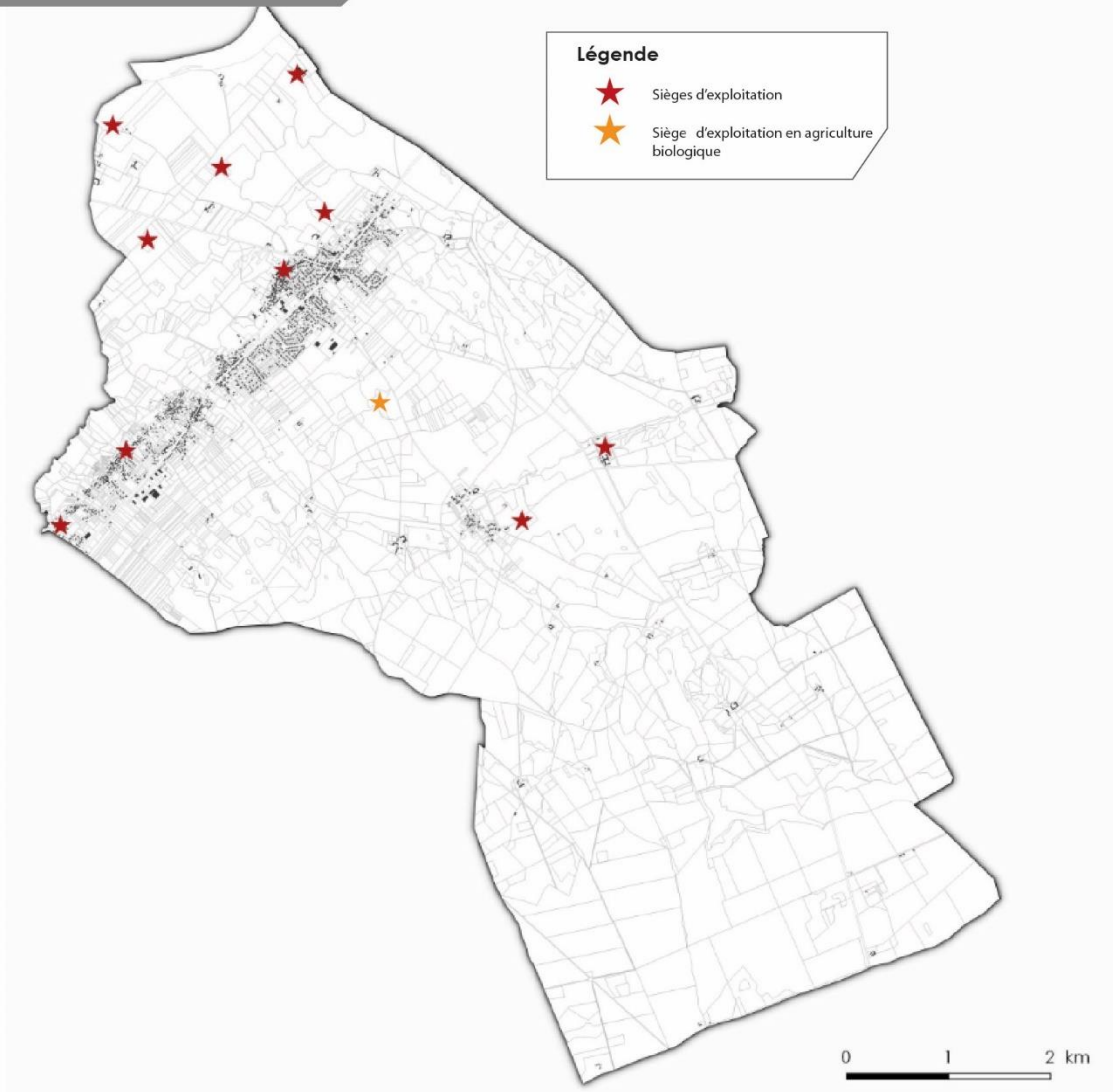 Légende
Sièges d'exploitation
Siège d'exploitation en agriculture
biologique
0 1 2 km